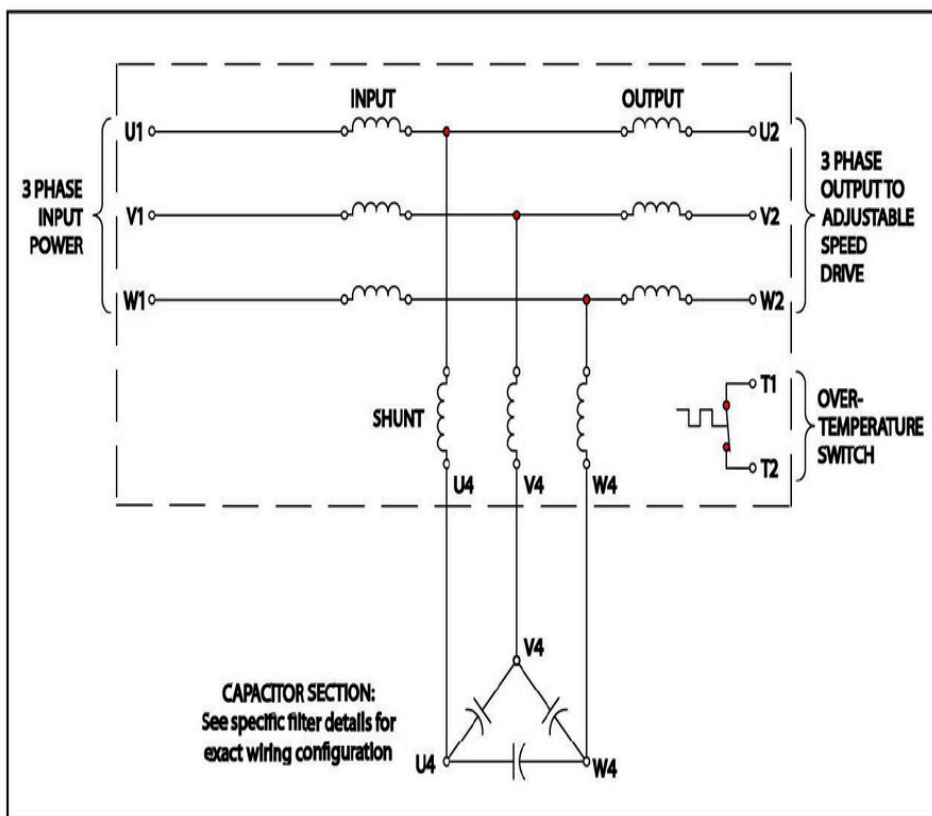 INPUT
OUTPUT
U1
U2
3 PHASE
INPUT
POWER
V1
V2
3 PHASE
OUTPUT TO
ADJUSTABLE
SPEED
DRIVE
W1
W2
SHUNT
T1
T2
OVER-
TEMPERATURE
SWITCH
U4
V4
W4
V4
CAPACITOR SECTION:
See specific filter details for
exact wiring configuration
U4
W4